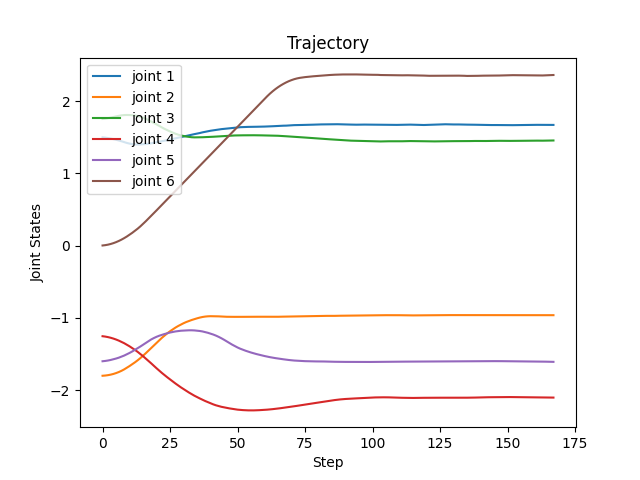 Trajectory
joint 1
joint 2
joint 3
joint 4
joint 5
joint 6
Joint States
2
1
0
−1
−2
0
25
50
75
100
125
150
175
Step